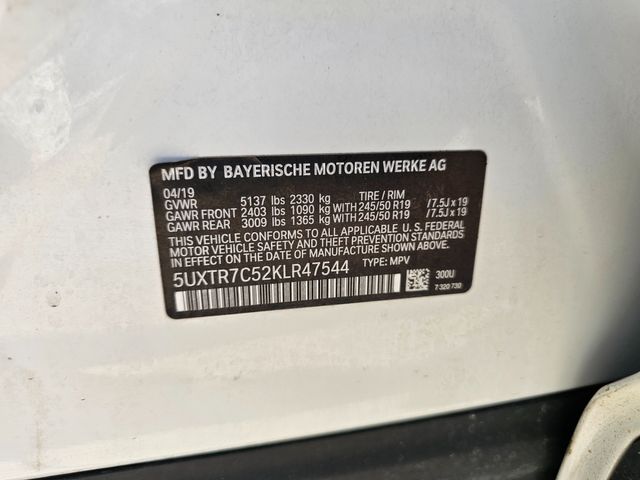 MFD BY BAYERISCHE MOTOREN WERKE AG
04/19
GVWR 5137 lbs 2330 kg TIRE / RIM
GAWR FRONT 2403 lbs 1090 kg WITH 245/50 R19 /7.5J x 19
GAWR REAR 3009 lbs 1365 kg WITH 245/50 R19 /7.5J x 19
THIS VEHICLE CONFORMS TO ALL APPLICABLE U. S. FEDERAL
MOTOR VEHICLE SAFETY AND THEFT PREVENTION STANDARDS
IN EFFECT ON THE DATE OF MANUFACTURE SHOWN ABOVE.
5UXTR7C52KLR47544 TYPE: MPV
300U
7 320 730